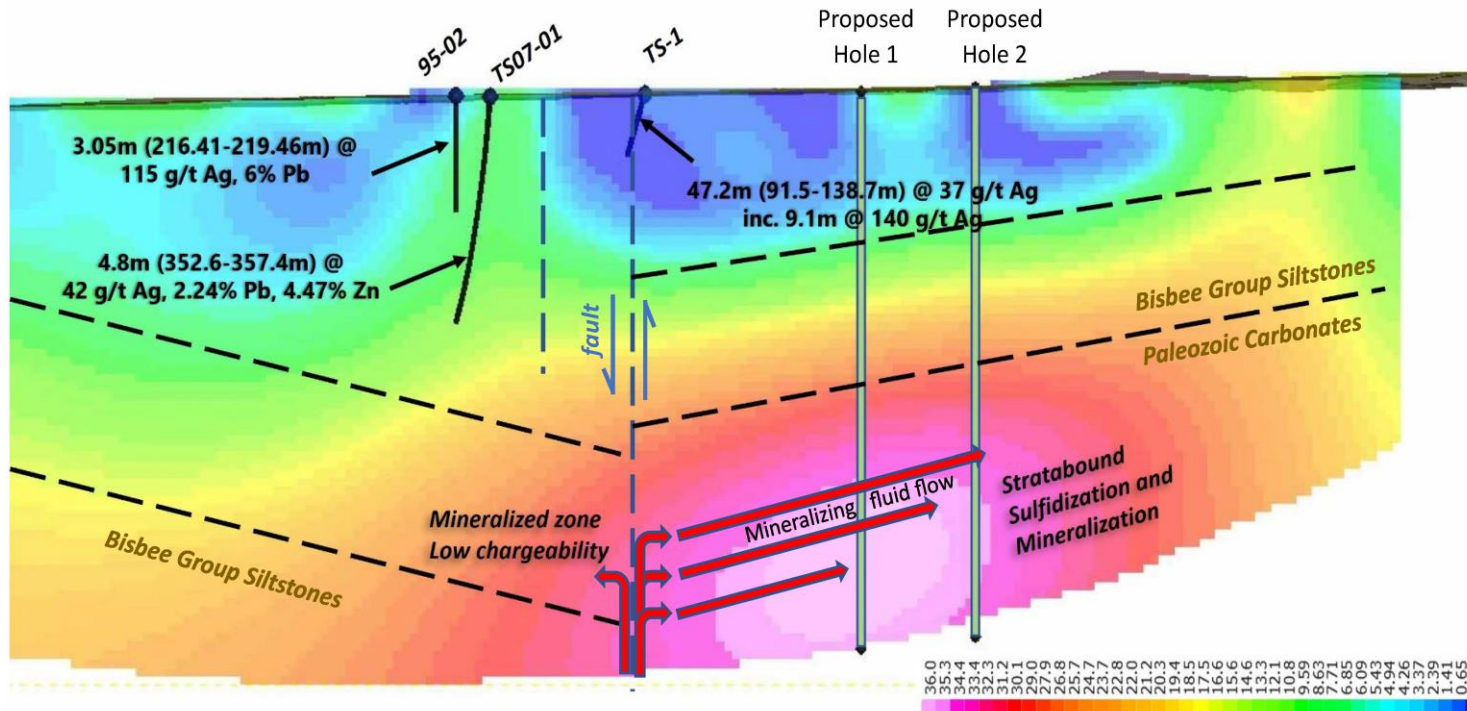 95-02
TS07-01
TS-1
Proposed
Hole 1
Proposed
Hole 2
3.05m (216.41-219.46m) @
115 g/t Ag, 6% Pb
47.2m (91.5-138.7m) @ 37 g/t Ag
inc. 9.1m @ 140 g/t Ag
4.8m (352.6-357.4m) @
42 g/t Ag, 2.24% Pb, 4.47% Zn
fault
Bisbee Group Siltstones
Paleozoic Carbonates
Mineralized zone
Low chargeability
Mineralizing fluid flow
Stratabound
Sulfidization and
Mineralization
Bisbee Group Siltstones
36.0
35.3
34.4
33.4
32.3
31.2
30.1
29.0
27.9
26.8
25.7
24.7
23.7
22.8
22.0
21.2
20.3
19.4
18.5
17.5
16.6
15.6
14.6
13.3
12.1
10.8
9.59
8.63
7.71
6.85
6.09
5.43
4.94
4.26
3.37
2.39
1.41
0.65